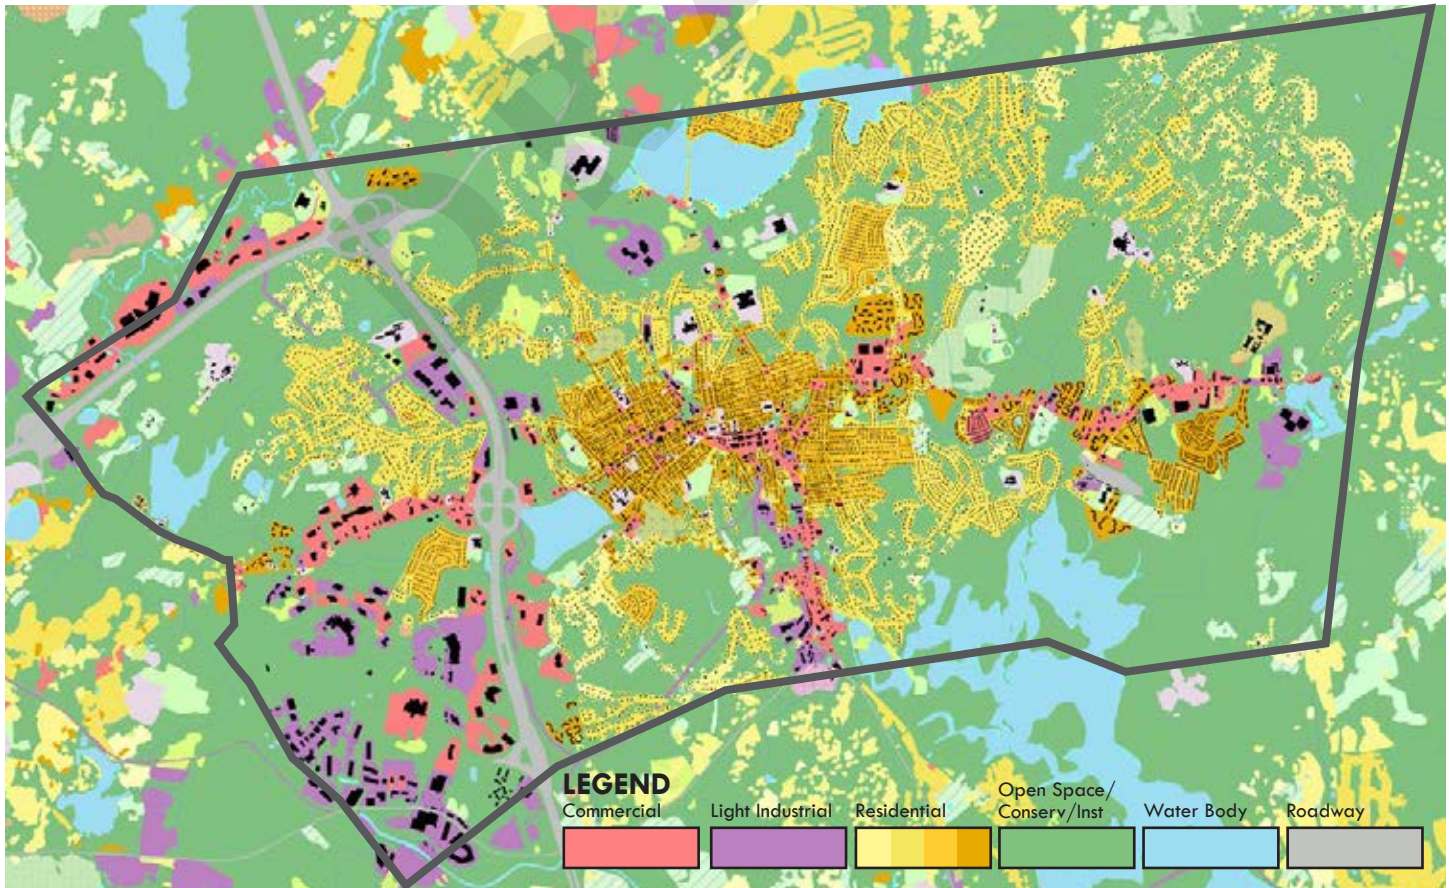 LEGEND
Commercial
Light Industrial
Residential
Open Space/
Conserv/Inst
Water Body
Roadway